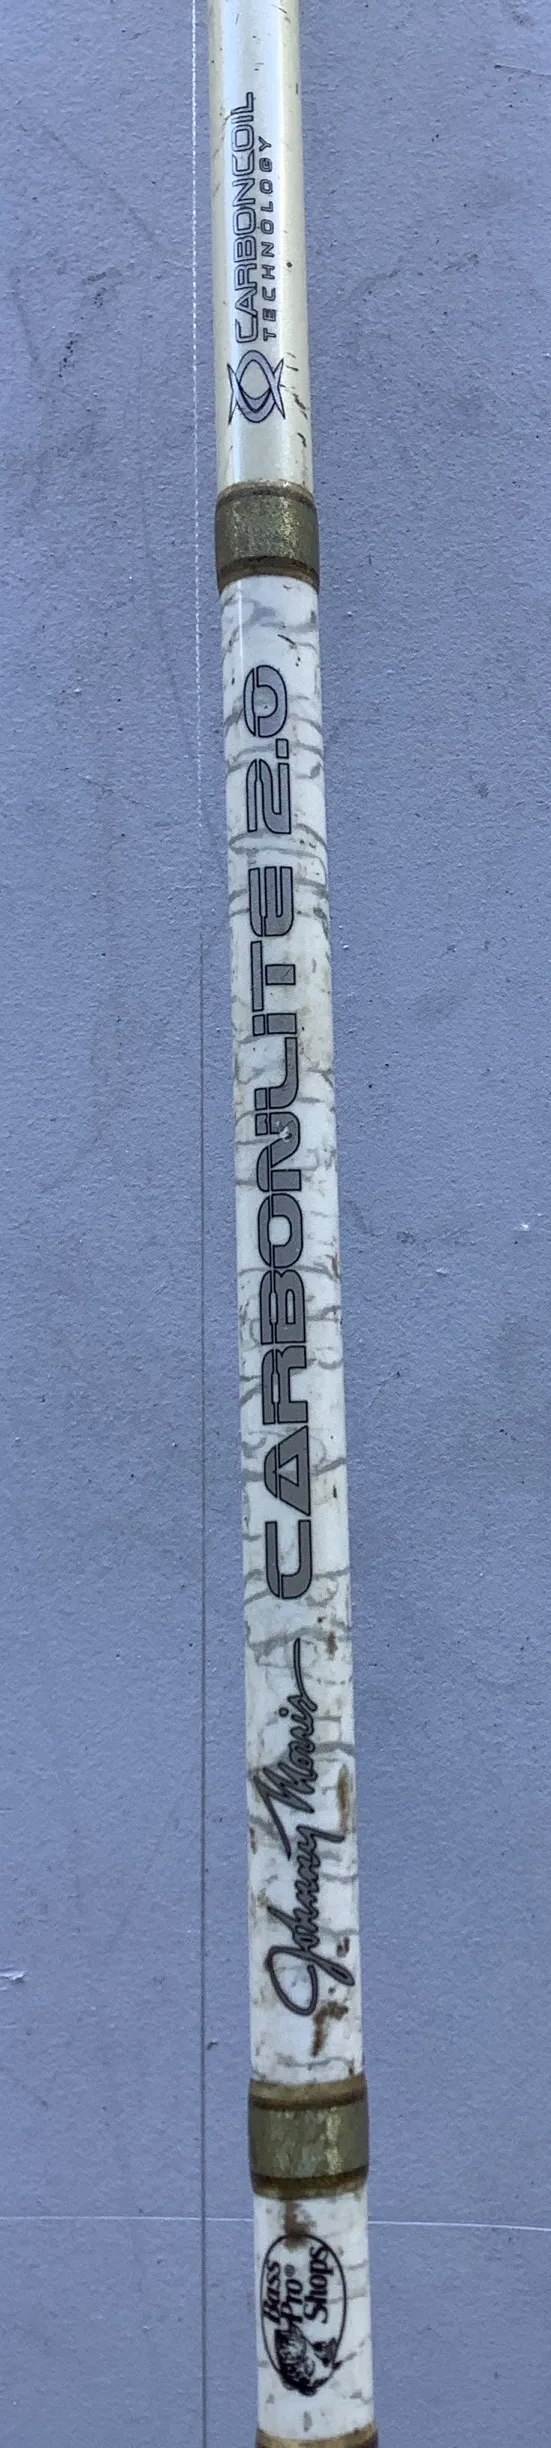 Bass
Pro®
Shops
Johnny Morris
CARBONLITE 2.0
CARBONCOIL
TECHNOLOGY